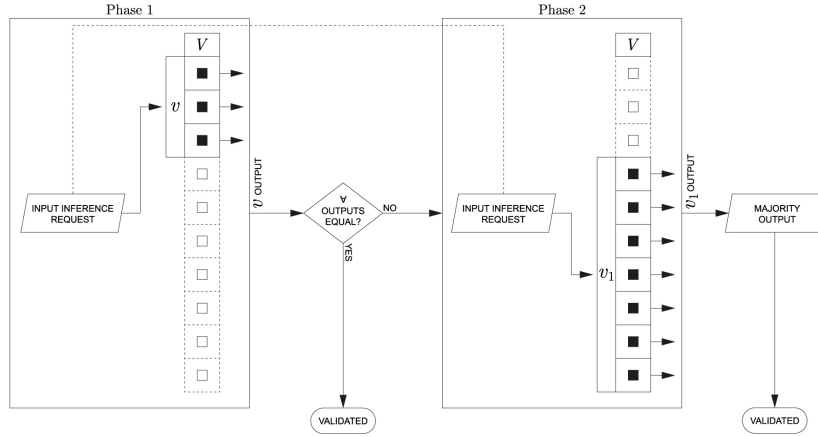 Phase 1
V
v
INPUT INFERENCE
REQUEST
v OUTPUT
∀
OUTPUTS
EQUAL?
NO
YES
VALIDATED
Phase 2
V
INPUT INFERENCE
REQUEST
v₁
v₁ OUTPUT
MAJORITY
OUTPUT
VALIDATED